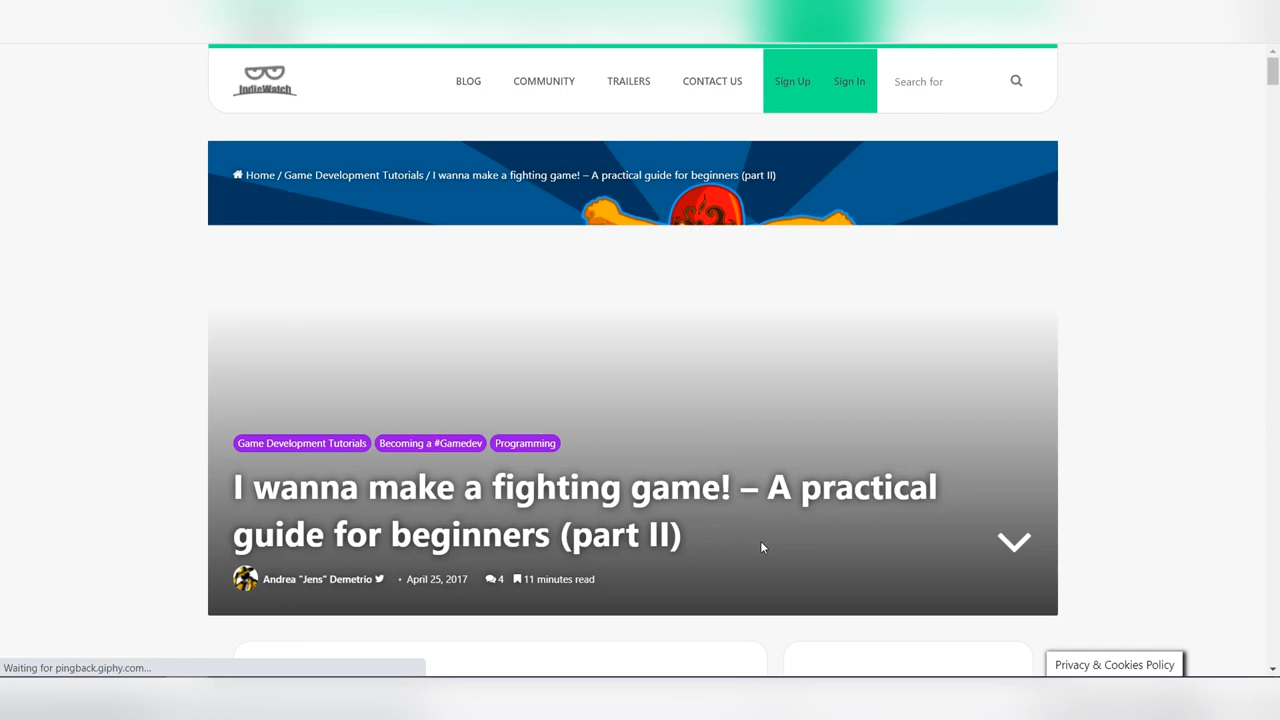 IndieWatch
BLOG
COMMUNITY
TRAILERS
CONTACT US
Sign Up
Sign In
Search for
Home / Game Development Tutorials / I wanna make a fighting game! – A practical guide for beginners (part II)
Game Development Tutorials
Becoming a #Gamedev
Programming
I wanna make a fighting game! – A practical
guide for beginners (part II)
Andrea "Jens" Demetrio • April 25, 2017 4 11 minutes read
Waiting for pingback.giphy.com...
Privacy & Cookies Policy